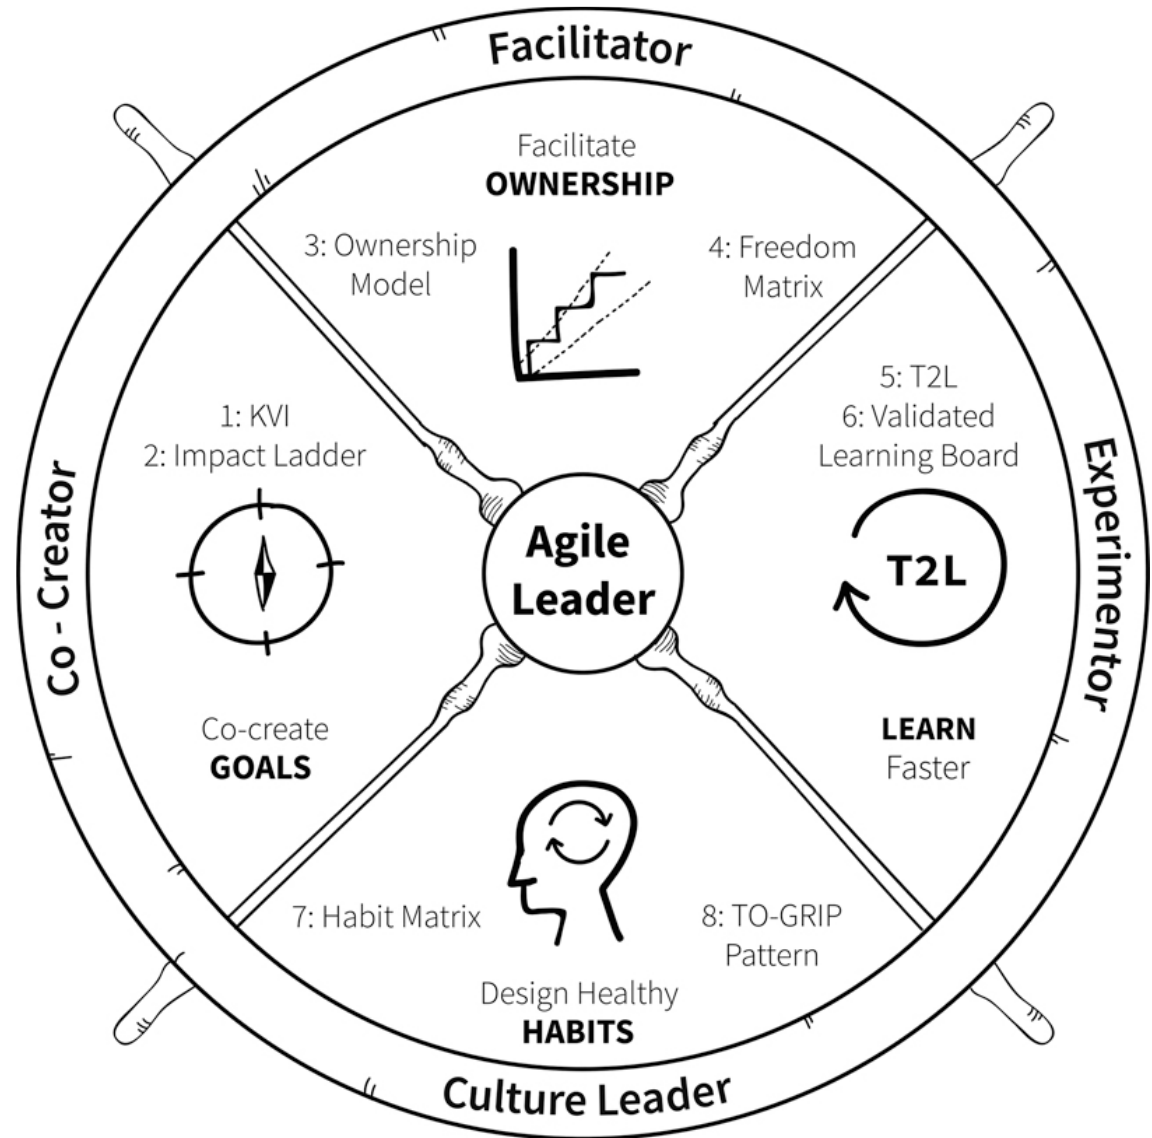 Facilitator
Facilitate
OWNERSHIP
3: Ownership
Model
4: Freedom
Matrix
Co - Creator
1: KVI
2: Impact Ladder
Co-create
GOALS
Agile
Leader
5: T2L
6: Validated
Learning Board
T2L
LEARN
Faster
Experimentor
7: Habit Matrix
8: TO-GRIP
Pattern
Design Healthy
HABITS
Culture Leader